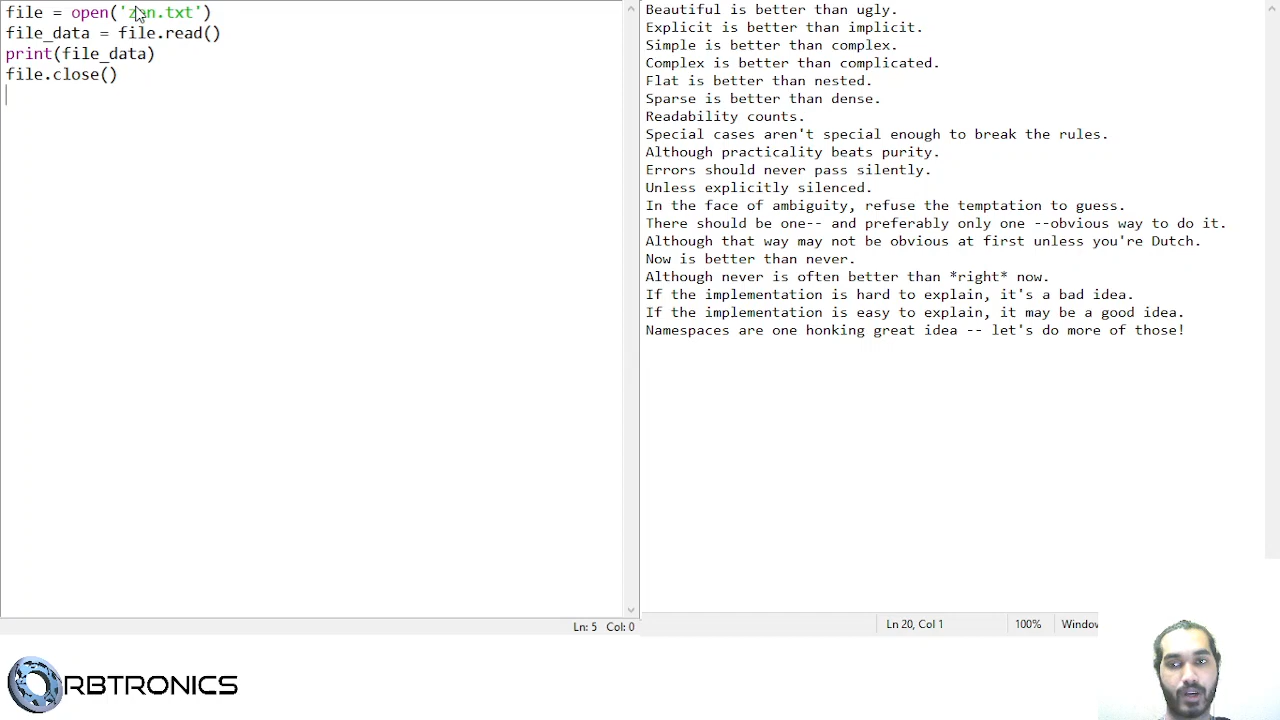 file = open('zen.txt')
file_data = file.read()
print(file_data)
file.close()
Ln: 5 Col: 0
Beautiful is better than ugly.
Explicit is better than implicit.
Simple is better than complex.
Complex is better than complicated.
Flat is better than nested.
Sparse is better than dense.
Readability counts.
Special cases aren't special enough to break the rules.
Although practicality beats purity.
Errors should never pass silently.
Unless explicitly silenced.
In the face of ambiguity, refuse the temptation to guess.
There should be one-- and preferably only one --obvious way to do it.
Although that way may not be obvious at first unless you're Dutch.
Now is better than never.
Although never is often better than *right* now.
If the implementation is hard to explain, it's a bad idea.
If the implementation is easy to explain, it may be a good idea.
Namespaces are one honking great idea -- let's do more of those!
Ln 20, Col 1 100% Window
ORBTRONICS